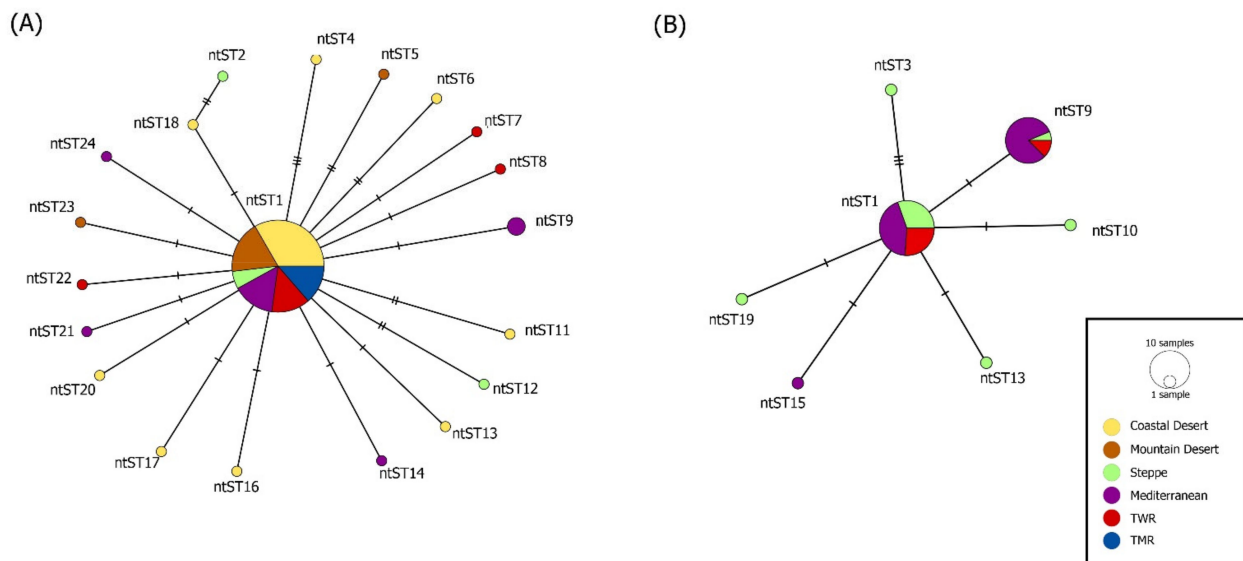 (A)
ntST2
ntST4
ntST5
ntST6
ntST7
ntST8
ntST18
ntST24
ntST1
ntST23
ntST9
ntST22
ntST21
ntST11
ntST20
ntST12
ntST13
ntST17
ntST16
ntST14
(B)
ntST3
ntST9
ntST1
ntST10
ntST19
ntST13
ntST15
10 samples
1 sample
Coastal Desert
Mountain Desert
Steppe
Mediterranean
TWR
TMR